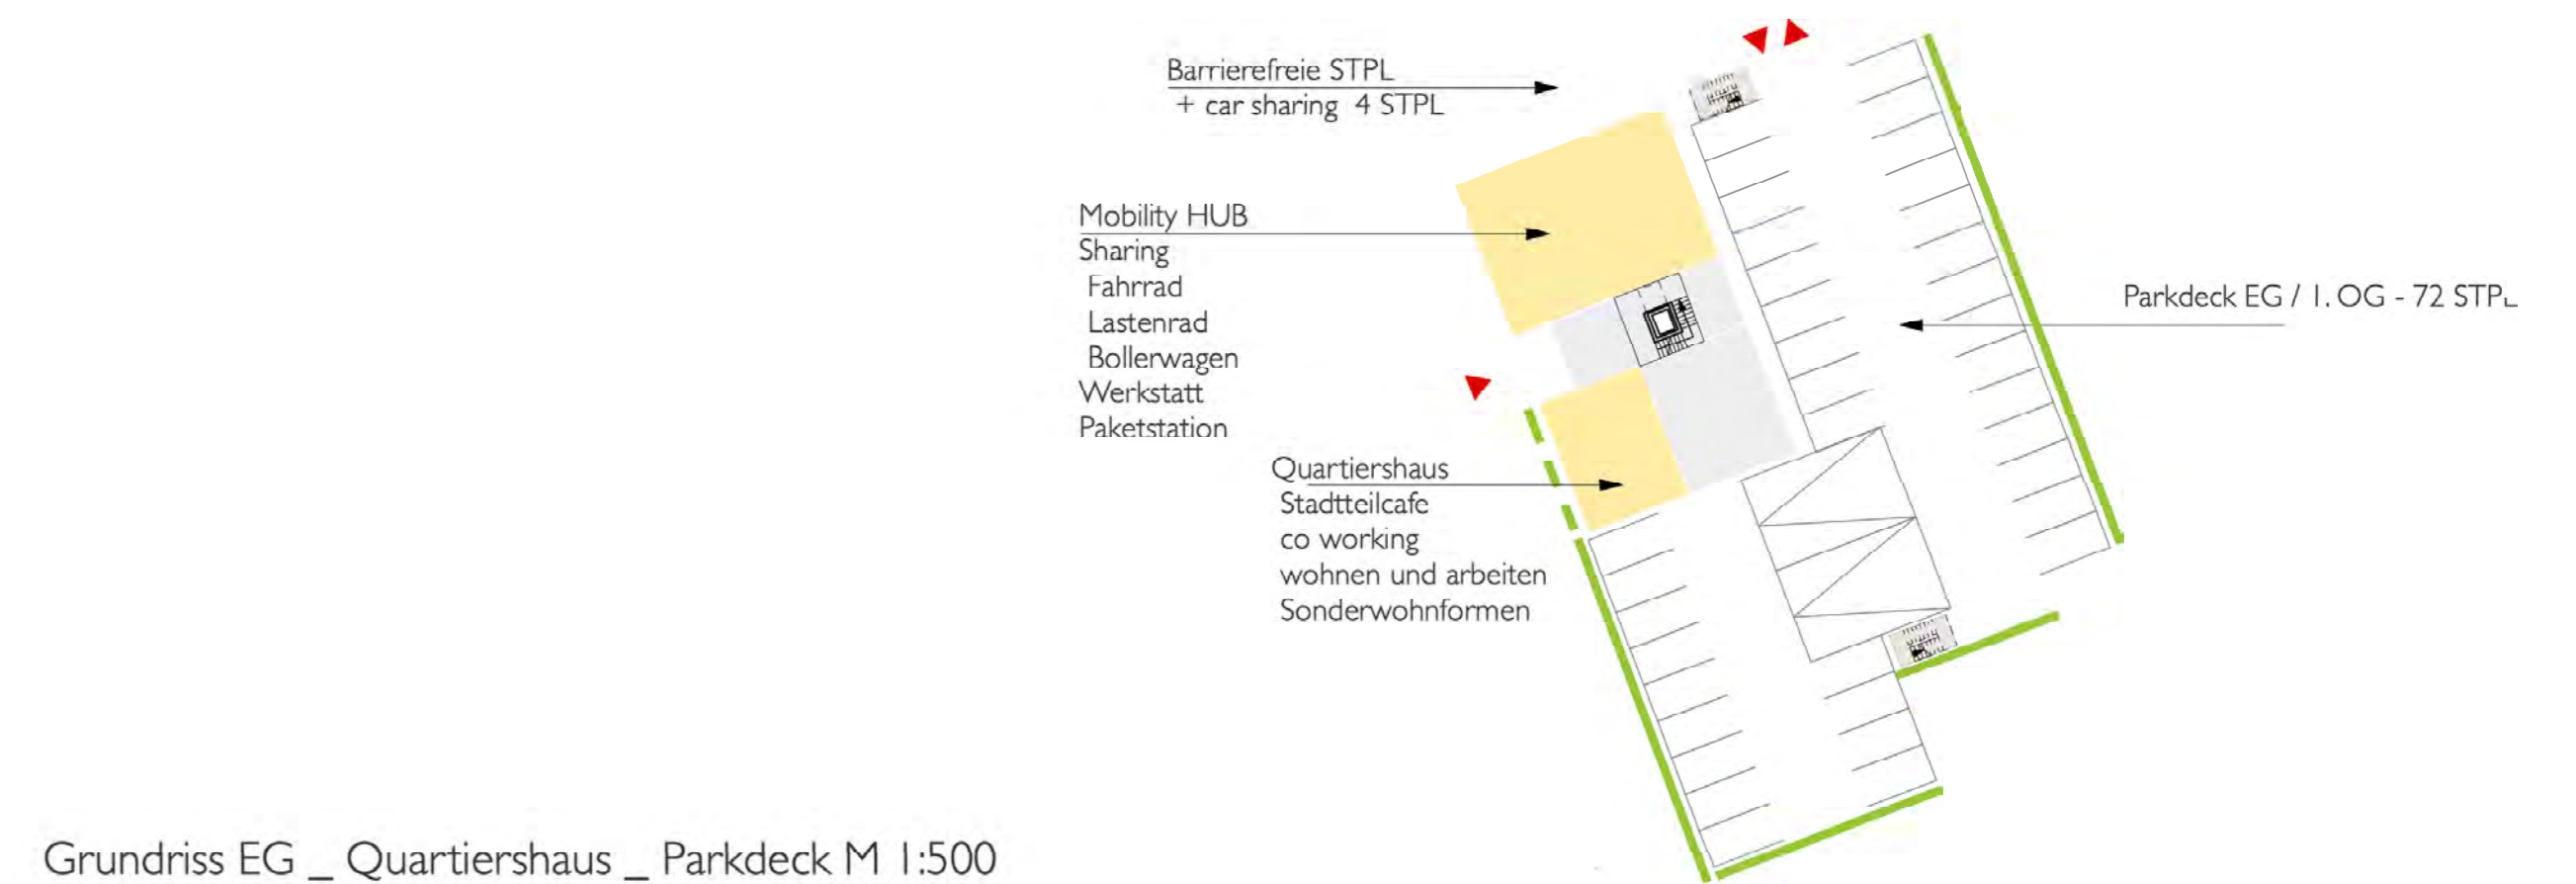 Barrierefreie STPL
+ car sharing 4 STPL
Mobility HUB
Sharing
Fahrrad
Lastenrad
Bollerwagen
Werkstatt
Paketstation
Parkdeck EG / 1. OG - 72 STPL
Quartiershaus
Stadtteilcafe
co working
wohnen und arbeiten
Sonderwohnformen
Grundriss EG _ Quartiershaus _ Parkdeck M 1:500